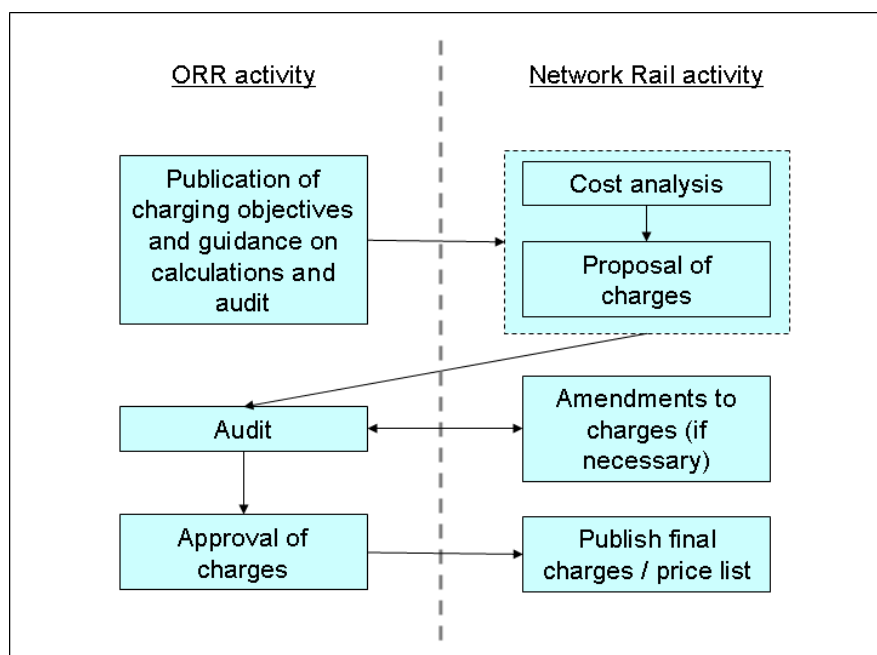 ORR activity
Network Rail activity
Publication of
charging objectives
and guidance on
calculations and
audit
Cost analysis
Proposal of
charges
Audit
Amendments to
charges (if
necessary)
Approval of
charges
Publish final
charges / price list